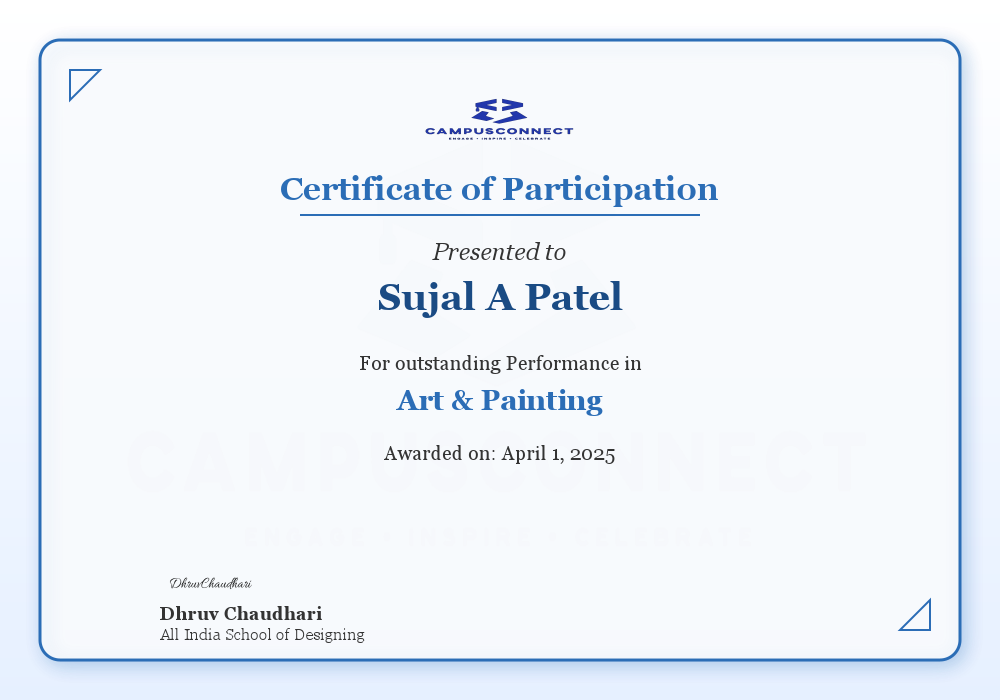 CAMPUSCONNECT
ENGAGE • INSPIRE • CELEBRATE
Certificate of Participation
Presented to
Sujal A Patel
For outstanding Performance in
Art & Painting
Awarded on: April 1, 2025
CAMPUSCONNECT
ENGAGE • INSPIRE • CELEBRATE
DhruvChaudhari
Dhruv Chaudhari
All India School of Designing